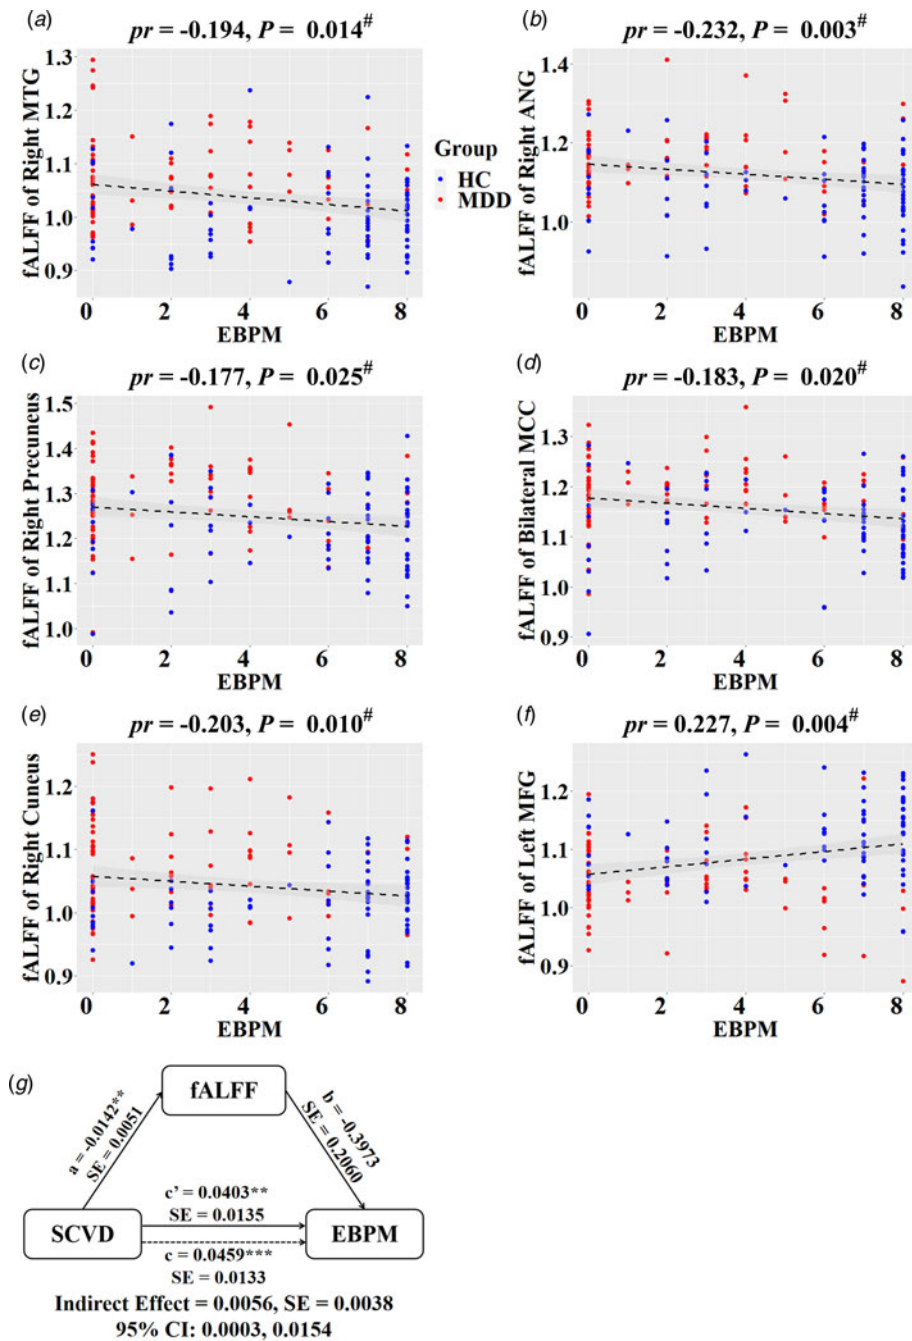 (a)
pr = -0.194, P = 0.014#
fALFF of Right MTG
1.3
1.2
1.1
1.0
0.9
0 2 4 6 8
EBPM
Group
HC
MDD
(b)
pr = -0.232, P = 0.003#
fALFF of Right ANG
1.4
1.2
1.0
0 2 4 6 8
EBPM
(c)
pr = -0.177, P = 0.025#
fALFF of Right Precuneus
1.5
1.4
1.3
1.2
1.1
1.0
0 2 4 6 8
EBPM
(d)
pr = -0.183, P = 0.020#
fALFF of Bilateral MCC
1.3
1.2
1.1
1.0
0.9
0 2 4 6 8
EBPM
(e)
pr = -0.203, P = 0.010#
fALFF of Right Cuneus
1.2
1.1
1.0
0.9
0 2 4 6 8
EBPM
(f)
pr = 0.227, P = 0.004#
fALFF of Left MFG
1.2
1.1
1.0
0.9
0 2 4 6 8
EBPM
(g)
fALFF
a = -0.0142**
SE = 0.0051
b = -0.3973
SE = 0.2060
c' = 0.0403**
SE = 0.0135
SCVD
EBPM
c = 0.0459***
SE = 0.0133
Indirect Effect = 0.0056, SE = 0.0038
95% CI: 0.0003, 0.0154